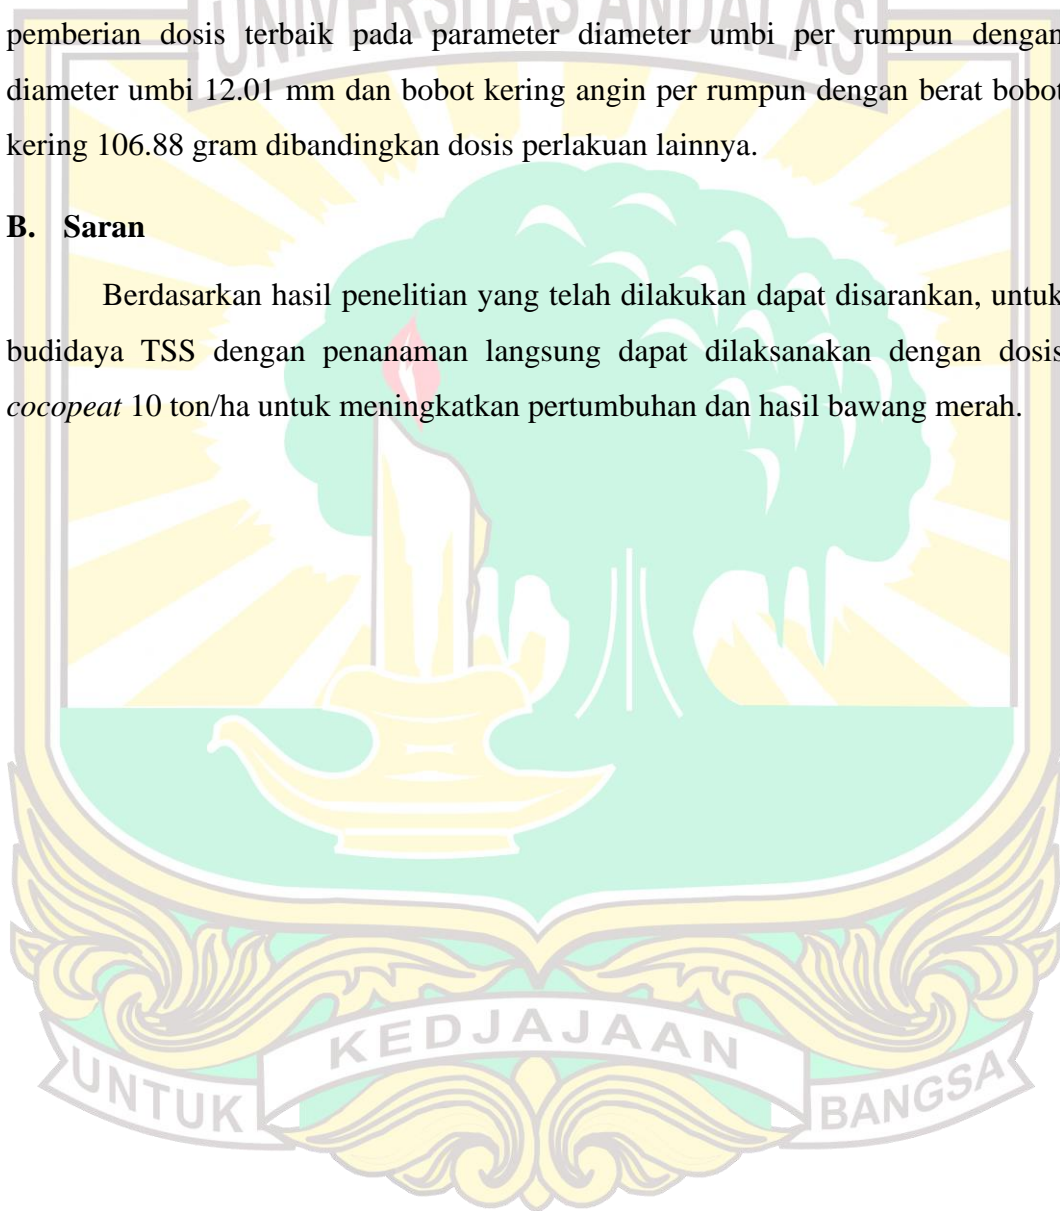 UNIVERSITAS ANDALAS
pemberian dosis terbaik pada parameter diameter umbi per rumpun dengan
diameter umbi 12.01 mm dan bobot kering angin per rumpun dengan berat bobot
kering 106.88 gram dibandingkan dosis perlakuan lainnya.
B. Saran
Berdasarkan hasil penelitian yang telah dilakukan dapat disarankan, untuk
budidaya TSS dengan penanaman langsung dapat dilaksanakan dengan dosis
cocopeat 10 ton/ha untuk meningkatkan pertumbuhan dan hasil bawang merah.
UNTUK KEDJAJAAN BANGSA